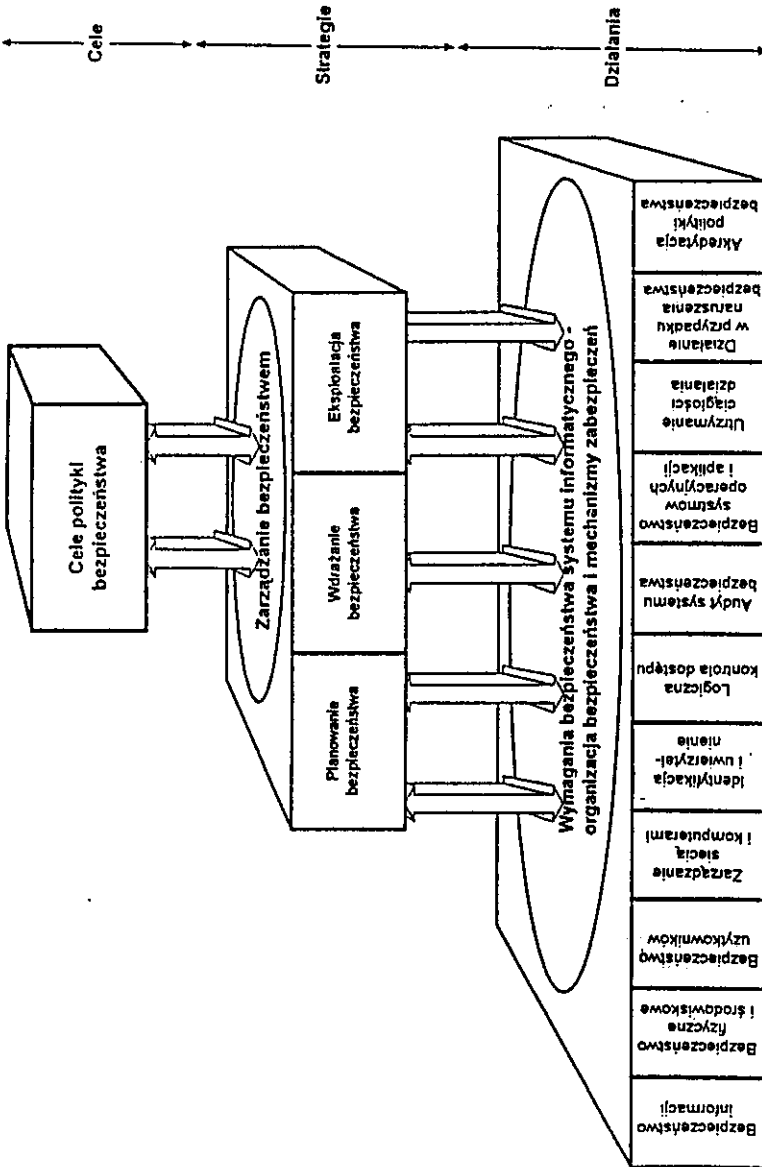 Cele polityki
bezpieczeństwa
Zarządzanie bezpieczeństwem
Planowanie
bezpieczeństwa
Wdrażanie
bezpieczeństwa
Eksploatacja
bezpieczeństwa
Wymagania bezpieczeństwa systemu informatycznego -
organizacja bezpieczeństwa i mechanizmy zabezpieczeń
Bezpieczeństwo
informacji
Bezpieczeństwo
fizyczne
i środowiskowe
Bezpieczeństwo
użytkowników
Zarządzanie
siecią
i komputerami
Identyfikacja
i uwierzytel-
nienie
Logiczna
kontrola dostępu
Audyt systemu
bezpieczeństwa
Bezpieczeństwo
systmów
operacyjnych
i aplikacji
Utrzymanie
ciągłości
działania
Działanie
w przypadku
naruszenia
bezpieczeństwa
Akredytacja
polityki
bezpieczeństwa
Cele
Strategie
Działania